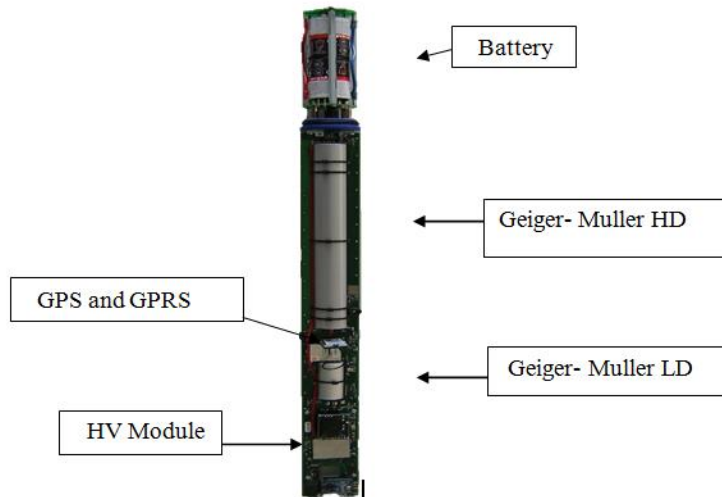 Battery
Geiger- Muller HD
GPS and GPRS
Geiger- Muller LD
HV Module